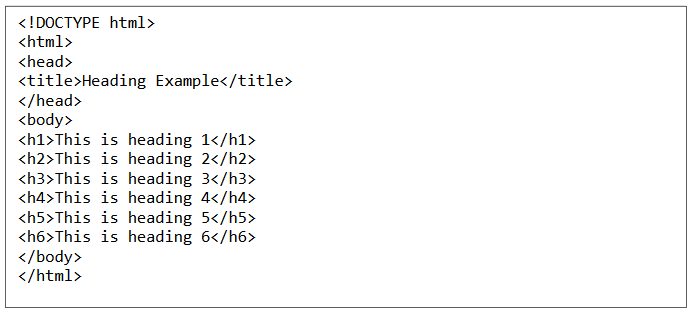 <!DOCTYPE html>
<html>
<head>
<title>Heading Example</title>
</head>
<body>
<h1>This is heading 1</h1>
<h2>This is heading 2</h2>
<h3>This is heading 3</h3>
<h4>This is heading 4</h4>
<h5>This is heading 5</h5>
<h6>This is heading 6</h6>
</body>
</html>